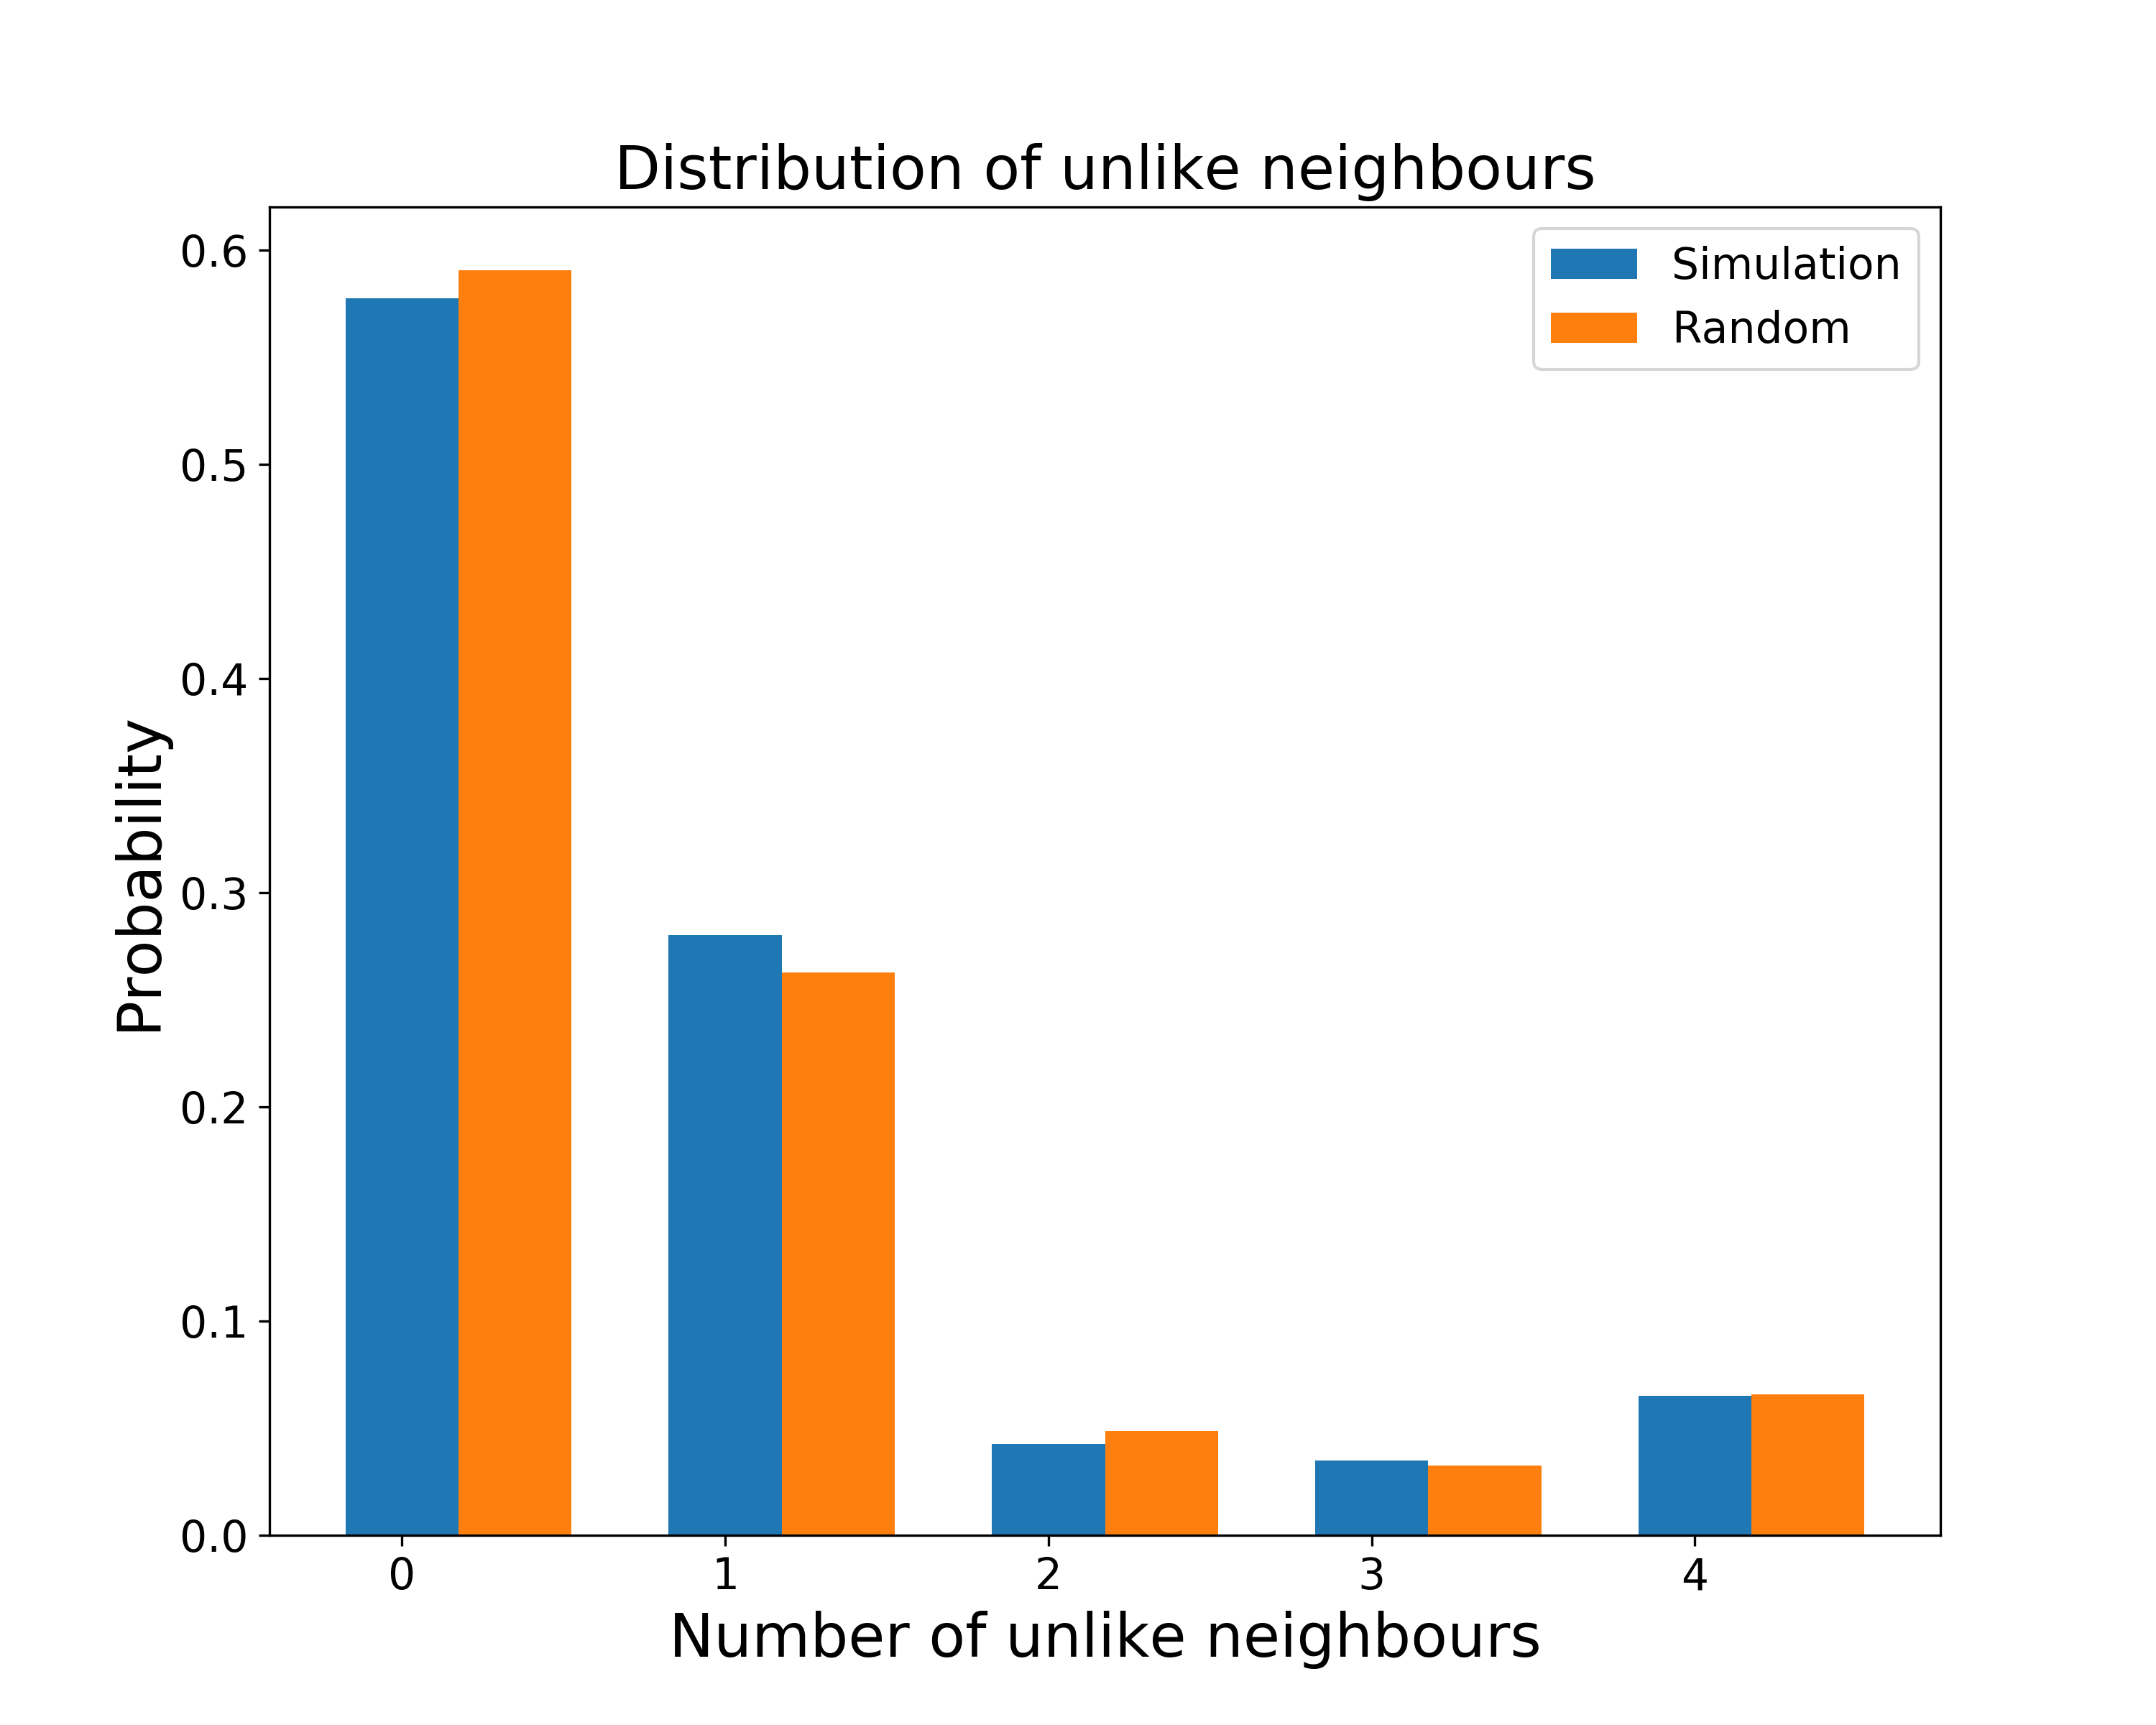 Distribution of unlike neighbours
Simulation
Random
0.6
0.5
0.4
0.3
0.2
0.1
0.0
Probability
0
1
2
3
4
Number of unlike neighbours